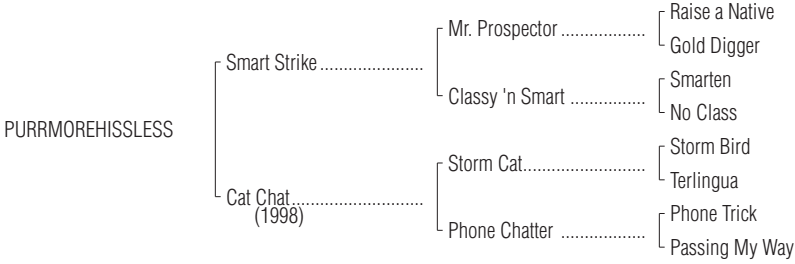 Raise a Native
Mr. Prospector ..................
Gold Digger
Smart Strike ......................
Smarten
Classy 'n Smart ................
No Class
PURRMOREHISSLESS
Storm Bird
Storm Cat..........................
Terlingua
Cat Chat............................
(1998)
Phone Trick
Phone Chatter ..................
Passing My Way